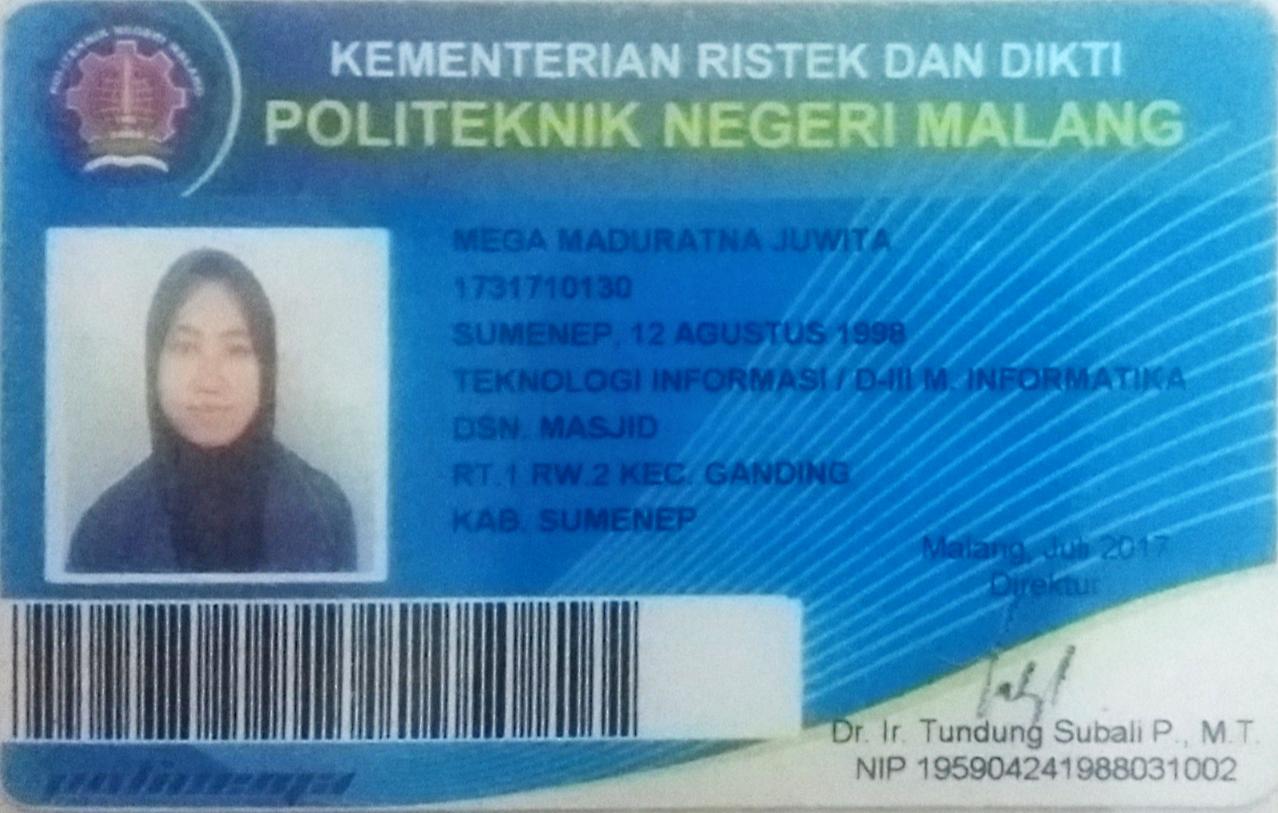 POLITEKNIK NEGERI MALANG
KEMENTERIAN RISTEK DAN DIKTI
POLITEKNIK NEGERI MALANG
MEGA MADURATNA JUWITA
1731710130
SUMENEP, 12 AGUSTUS 1998
TEKNOLOGI INFORMASI / D-III M. INFORMATIKA
DSN. MASJID
RT.1 RW.2 KEC. GANDING
KAB. SUMENEP
Malang, Juli 2017
Direktur
Dr. Ir. Tundung Subali P., M.T.
NIP 195904241988031002
polinema